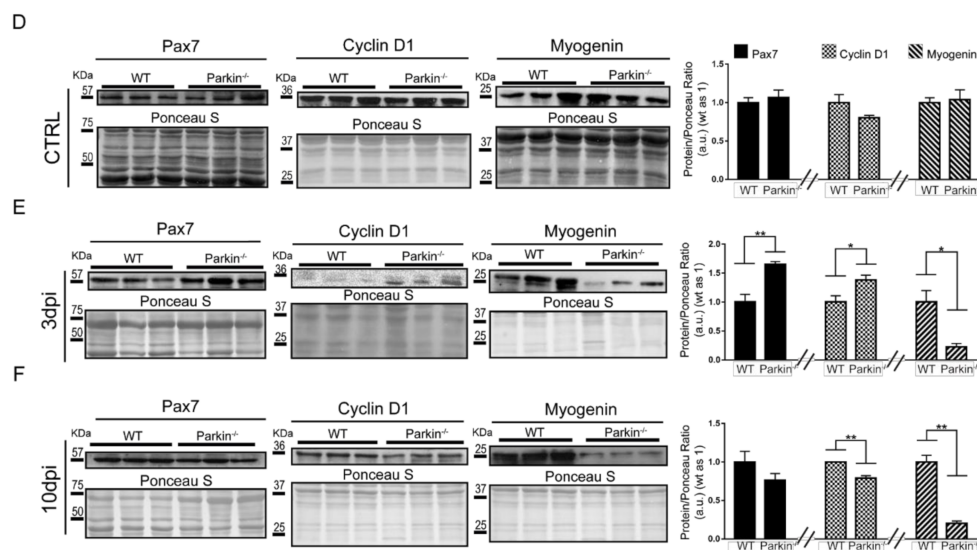 D
Pax7
Cyclin D1
Myogenin
KDa
WT
Parkin-/-
57
KDa
WT
Parkin-/-
36
KDa
WT
Parkin-/-
25
CTRL
Ponceau S
75
50
Ponceau S
37
25
Ponceau S
37
25
Pax7
Cyclin D1
Myogenin
Protein/Ponceau Ratio
(a.u.) (wt as 1)
1.5
1.0
0.5
0.0
WT Parkin-/-
WT Parkin-/-
WT Parkin
E
Pax7
Cyclin D1
Myogenin
KDa
WT
Parkin-/-
57
KDa
WT
Parkin-/-
36
KDa
WT
Parkin-/-
25
3dpi
Ponceau S
75
50
Ponceau S
37
25
Ponceau S
37
25
Protein/Ponceau Ratio
(a.u.) (wt as 1)
2.0
1.5
1.0
0.5
0.0
**
*
*
WT Parkin-/-
WT Parkin-/-
WT Parkin-/-
F
Pax7
Cyclin D1
Myogenin
KDa
WT
Parkin-/-
57
KDa
WT
Parkin-/-
36
KDa
WT
Parkin-/-
25
10dpi
Ponceau S
75
50
Ponceau S
37
25
Ponceau S
37
25
Protein/Ponceau Ratio
(a.u.) (wt as 1)
1.5
1.0
0.5
0.0
**
**
WT Parkin-/-
WT Parkin-/-
WT Parkin-/-